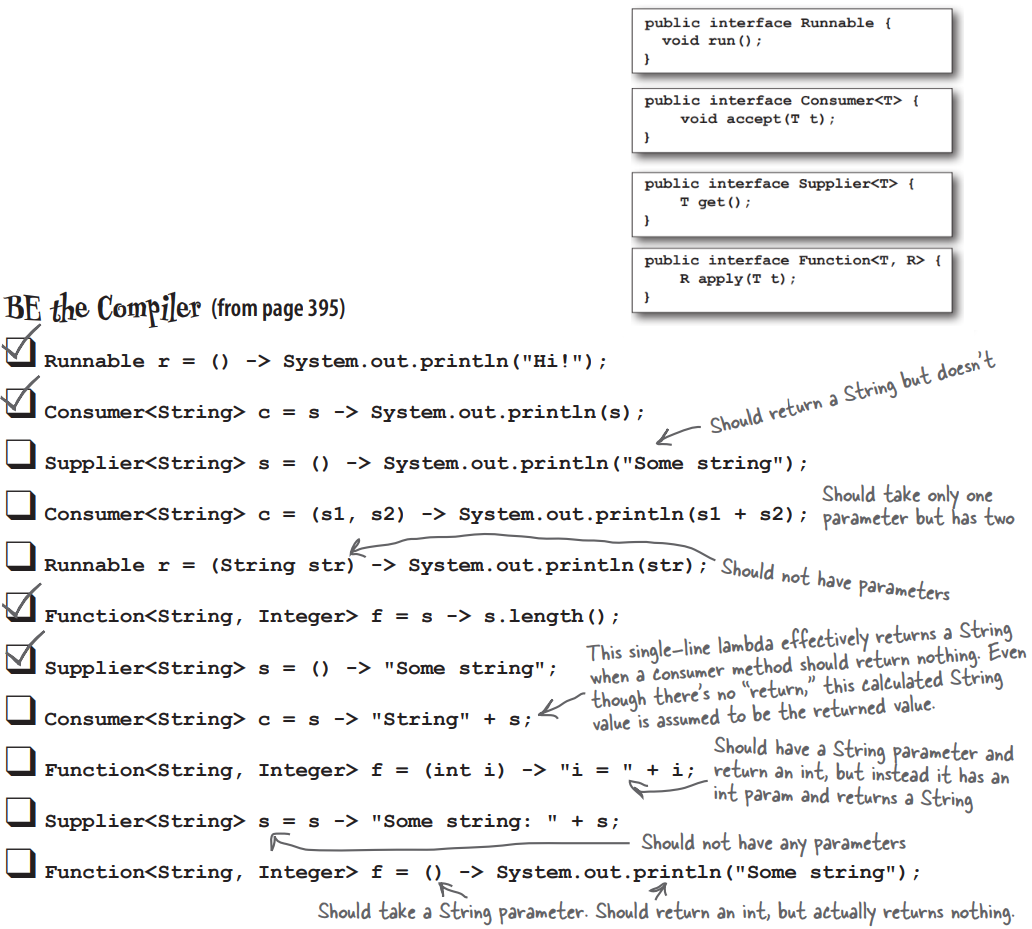 public interface Runnable {
void run();
}
public interface Consumer<T> {
void accept(T t);
}
public interface Supplier<T> {
T get();
}
public interface Function<T, R> {
R apply(T t);
}
BE the Compiler (from page 395)
Runnable r = () -> System.out.println("Hi!");
Consumer<String> c = s -> System.out.println(s);
Should return a String but doesn't
Supplier<String> s = () -> System.out.println("Some string");
Consumer<String> c = (s1, s2) -> System.out.println(s1 + s2);
Should take only one
parameter but has two
Runnable r = (String str) -> System.out.println(str);
Should not have parameters
Function<String, Integer> f = s -> s.length();
Supplier<String> s = () -> "Some string";
Consumer<String> c = s -> "String" + s;
This single-line lambda effectively returns a String
when a consumer method should return nothing. Even
though there's no "return," this calculated String
value is assumed to be the returned value.
Function<String, Integer> f = (int i) -> "i = " + i;
Should have a String parameter and
return an int, but instead it has an
int param and returns a String
Supplier<String> s = s -> "Some string: " + s;
Should not have any parameters
Function<String, Integer> f = () -> System.out.println("Some string");
Should take a String parameter. Should return an int, but actually returns nothing.